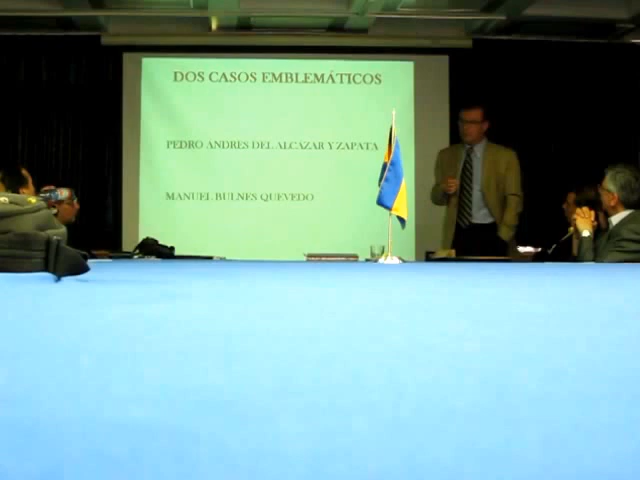 DOS CASOS EMBLEMÁTICOS
PEDRO ANDRES DEL ALCAZAR Y ZAPATA
MANUEL BULNES QUEVEDO